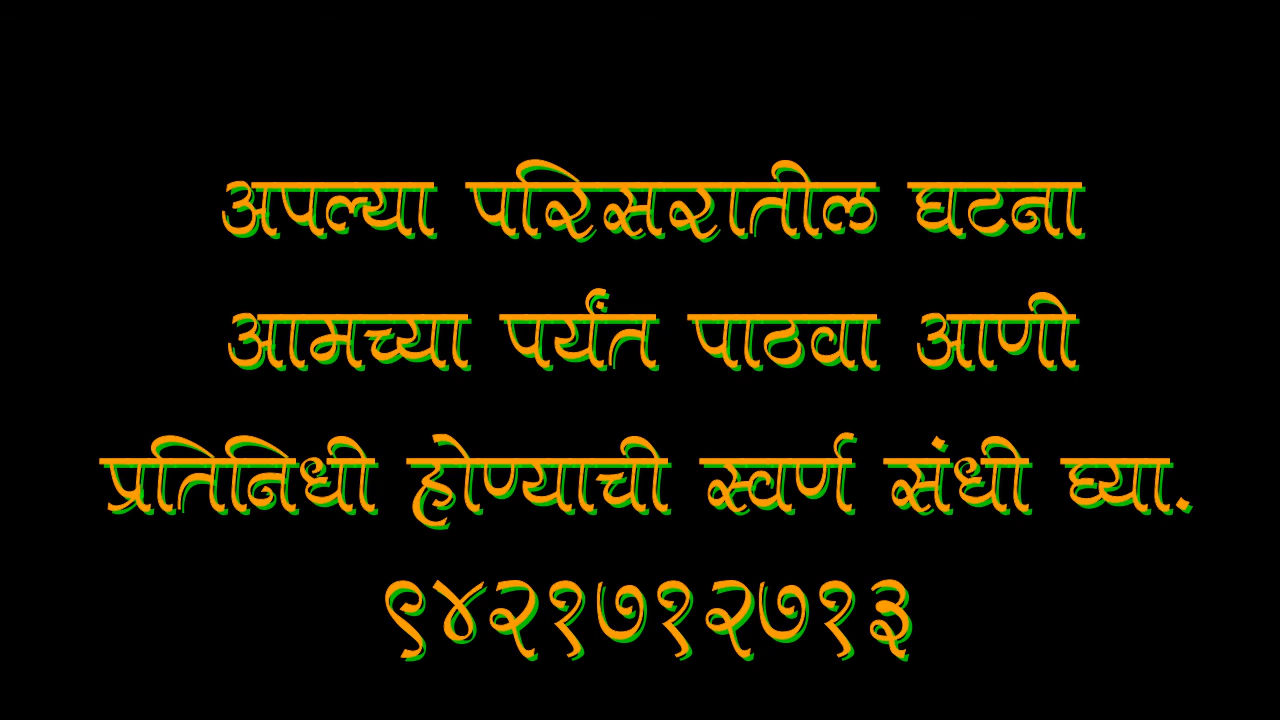 अपल्या परिसरातील घटना
आमच्या पर्यंत पाठवा आणी
प्रतिनिधी होण्याची स्वर्ण संधी घ्या.
९४२१७१२७१३